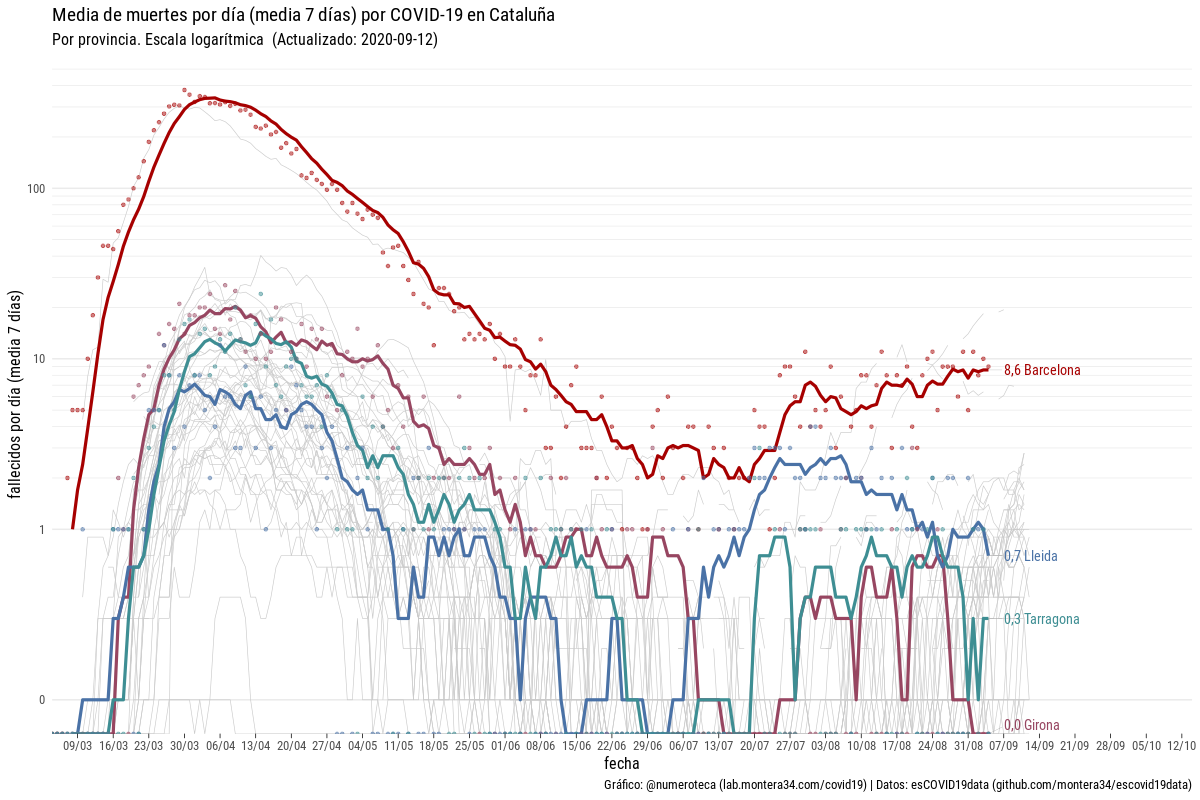 Media de muertes por día (media 7 días) por COVID-19 en Cataluña
Por provincia. Escala logarítmica (Actualizado: 2020-09-12)
fallecidos por día (media 7 días)
100
10
1
0
8,6 Barcelona
0,7 Lleida
0,3 Tarragona
0,0 Girona
09/03 16/03 23/03 30/03 06/04 13/04 20/04 27/04 04/05 11/05 18/05 25/05 01/06 08/06 15/06 22/06 29/06 06/07 13/07 20/07 27/07 03/08 10/08 17/08 24/08 31/08 07/09 14/09 21/09 28/09 05/10 12/10
fecha
Gráfico: @numeroteca (lab.montera34.com/covid19) | Datos: esCOVID19data (github.com/montera34/escovid19data)